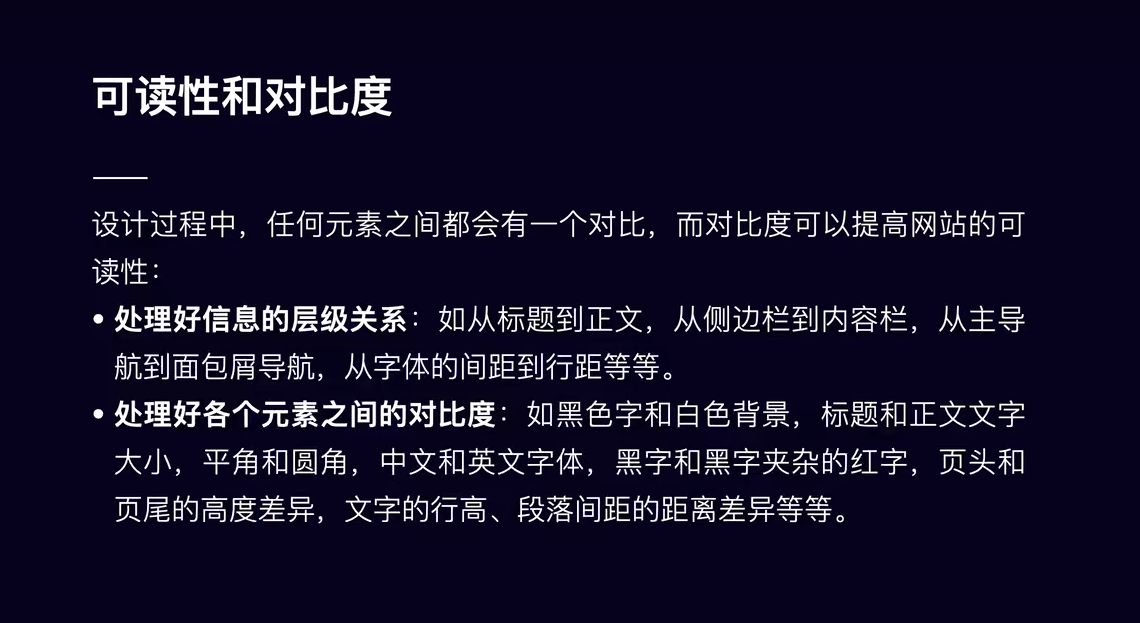 可读性和对比度
设计过程中，任何元素之间都会有一个对比，而对比度可以提高网站的可
读性：
• 处理好信息的层级关系：如从标题到正文，从侧边栏到内容栏，从主导
航到面包屑导航，从字体的间距到行距等等。
• 处理好各个元素之间的对比度：如黑色字和白色背景，标题和正文文字
大小，平角和圆角，中文和英文字体，黑字和黑字夹杂的红字，页头和
页尾的高度差异，文字的行高、段落间距的距离差异等等。